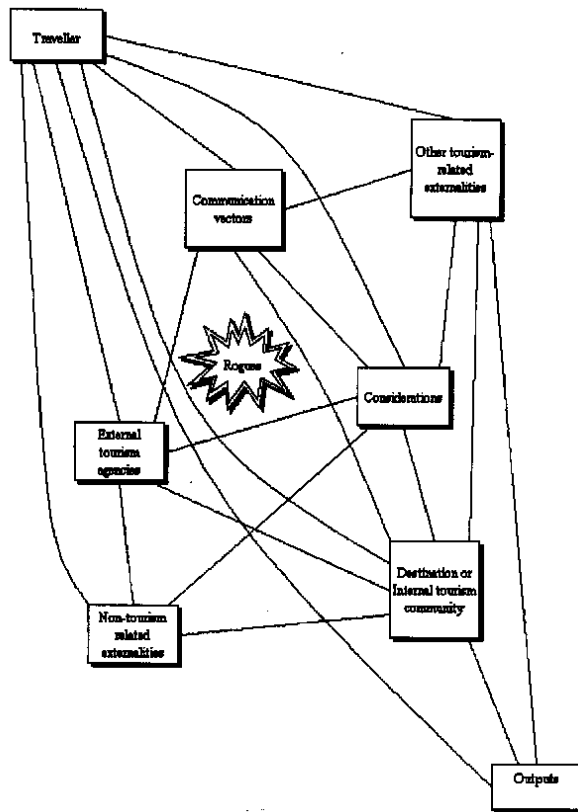 Traveller
Other tourism-
related
externalities
Communication
vectors
Rogues
Considerations
External
tourism
agencies
Destination or
Internal tourism
community
Non-tourism
related
externalities
Outputs